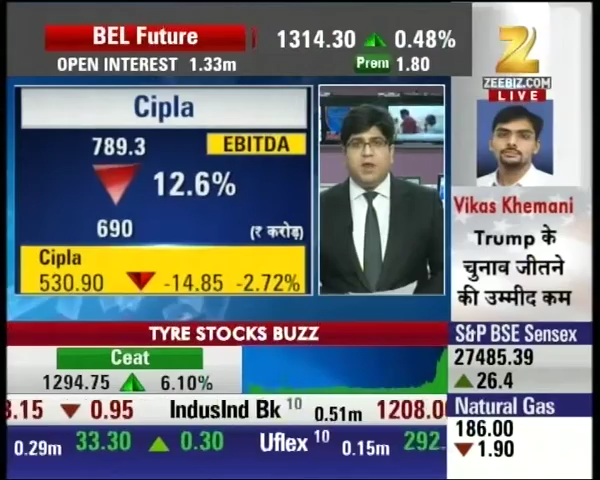 BEL Future
1314.30 0.48%
OPEN INTEREST 1.33m
Prem 1.80
Z
ZEEBIZ.COM
LIVE
Cipla
789.3
EBITDA
12.6%
690
(₹ करोड़)
Cipla
530.90 -14.85 -2.72%
Vikas Khemani
Trump के
चुनाव जीतने
की उम्मीद कम
TYRE STOCKS BUZZ
Ceat
1294.75 6.10%
S&P BSE Sensex
27485.39
26.4
3.15 0.95 IndusInd Bk 10 0.51m 1208.0
Natural Gas
186.00
1.90
0.29m 33.30 0.30 Uflex 10 0.15m 292.